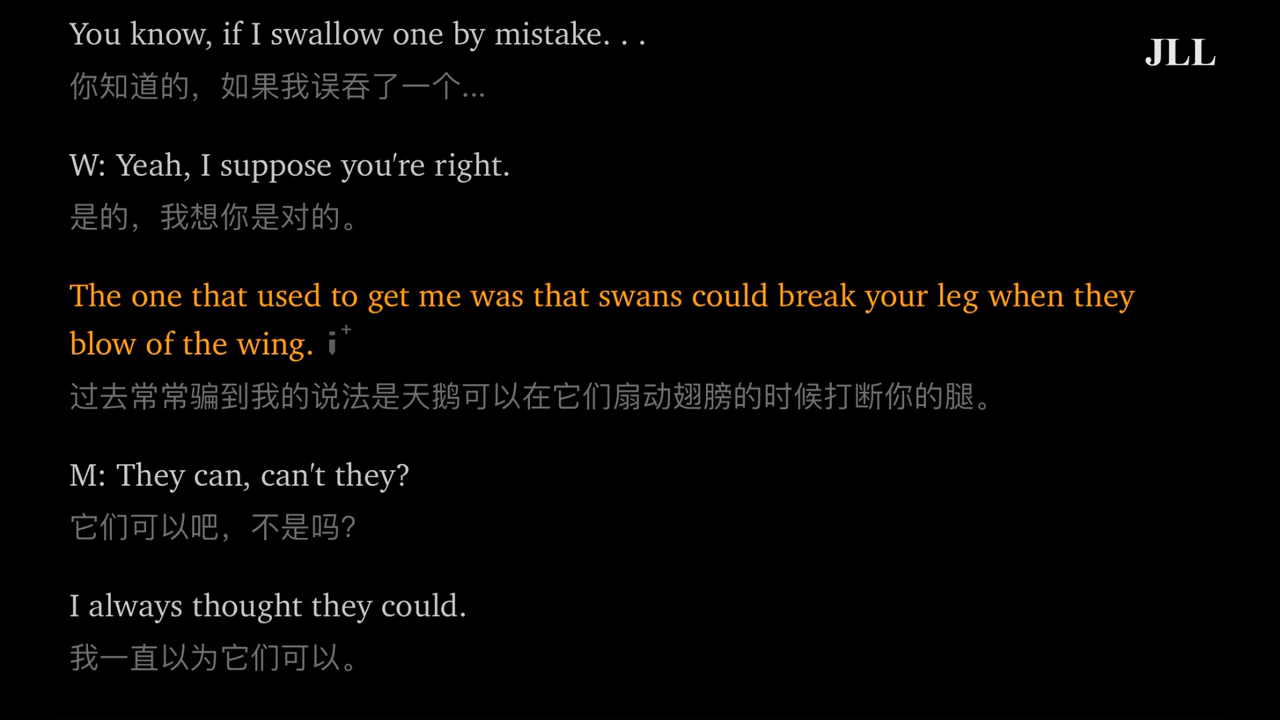 You know, if I swallow one by mistake. . .
JLL
你知道的，如果我误吞了一个...
W: Yeah, I suppose you're right.
是的，我想你是对的。
The one that used to get me was that swans could break your leg when they
blow of the wing.
过去常常骗到我的说法是天鹅可以在它们扇动翅膀的时候打断你的腿。
M: They can, can't they?
它们可以吧，不是吗？
I always thought they could.
我一直以为它们可以。